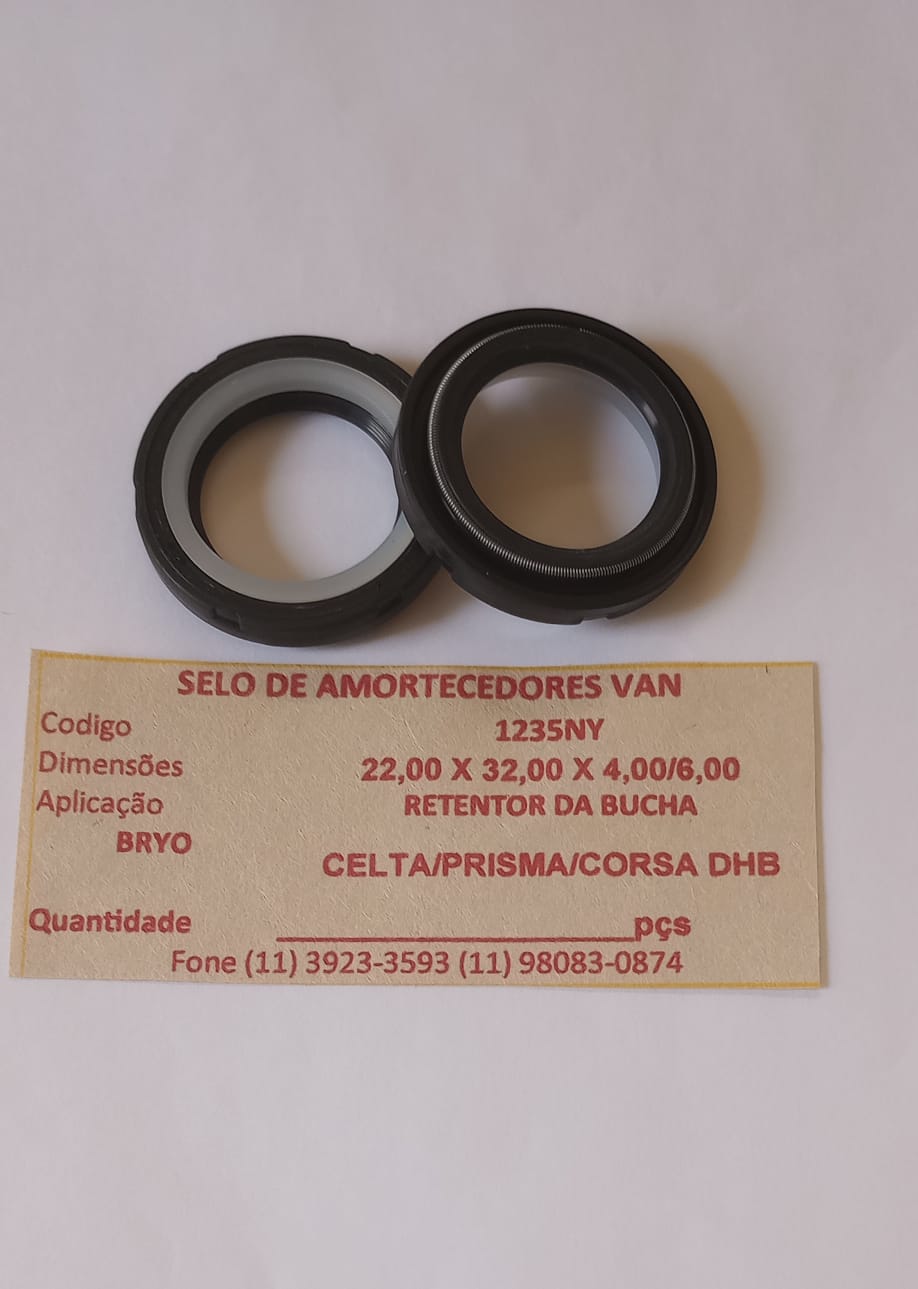 SELO DE AMORTECEDORES VAN
Codigo 1235NY
Dimensões 22,00 X 32,00 X 4,00/6,00
Aplicação RETENTOR DA BUCHA
BRYO
CELTA/PRISMA/CORSA DHB
Quantidade ____________________pçs
Fone (11) 3923-3593 (11) 98083-0874